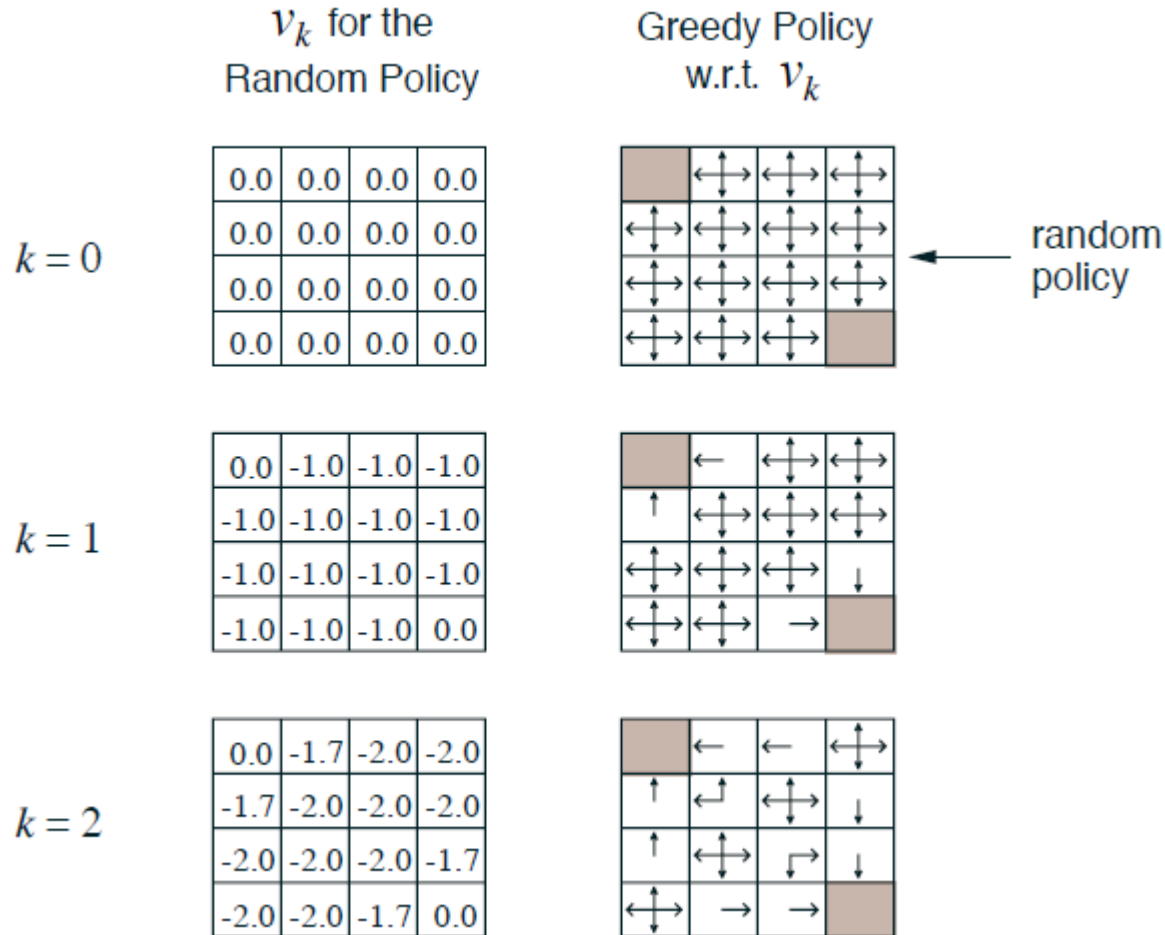 v_k for the
Random Policy
Greedy Policy
w.r.t. v_k
k = 0
0.0 0.0 0.0 0.0
0.0 0.0 0.0 0.0
0.0 0.0 0.0 0.0
0.0 0.0 0.0 0.0
random
policy
k = 1
0.0 -1.0 -1.0 -1.0
-1.0 -1.0 -1.0 -1.0
-1.0 -1.0 -1.0 -1.0
-1.0 -1.0 -1.0 0.0
k = 2
0.0 -1.7 -2.0 -2.0
-1.7 -2.0 -2.0 -2.0
-2.0 -2.0 -2.0 -1.7
-2.0 -2.0 -1.7 0.0